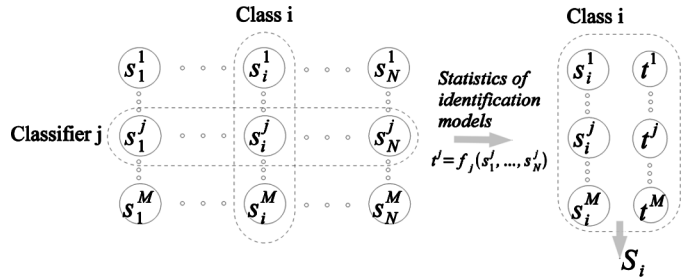 Class i
Class i
s_1^1 s_i^1 s_N^1
s_i^1 t^1
Statistics of
identification
models
Classifier j
s_1^j s_i^j s_N^j
s_i^j t^j
t^j = f_j(s_1^j, ..., s_N^j)
s_1^M s_i^M s_N^M
s_i^M t^M
S_i